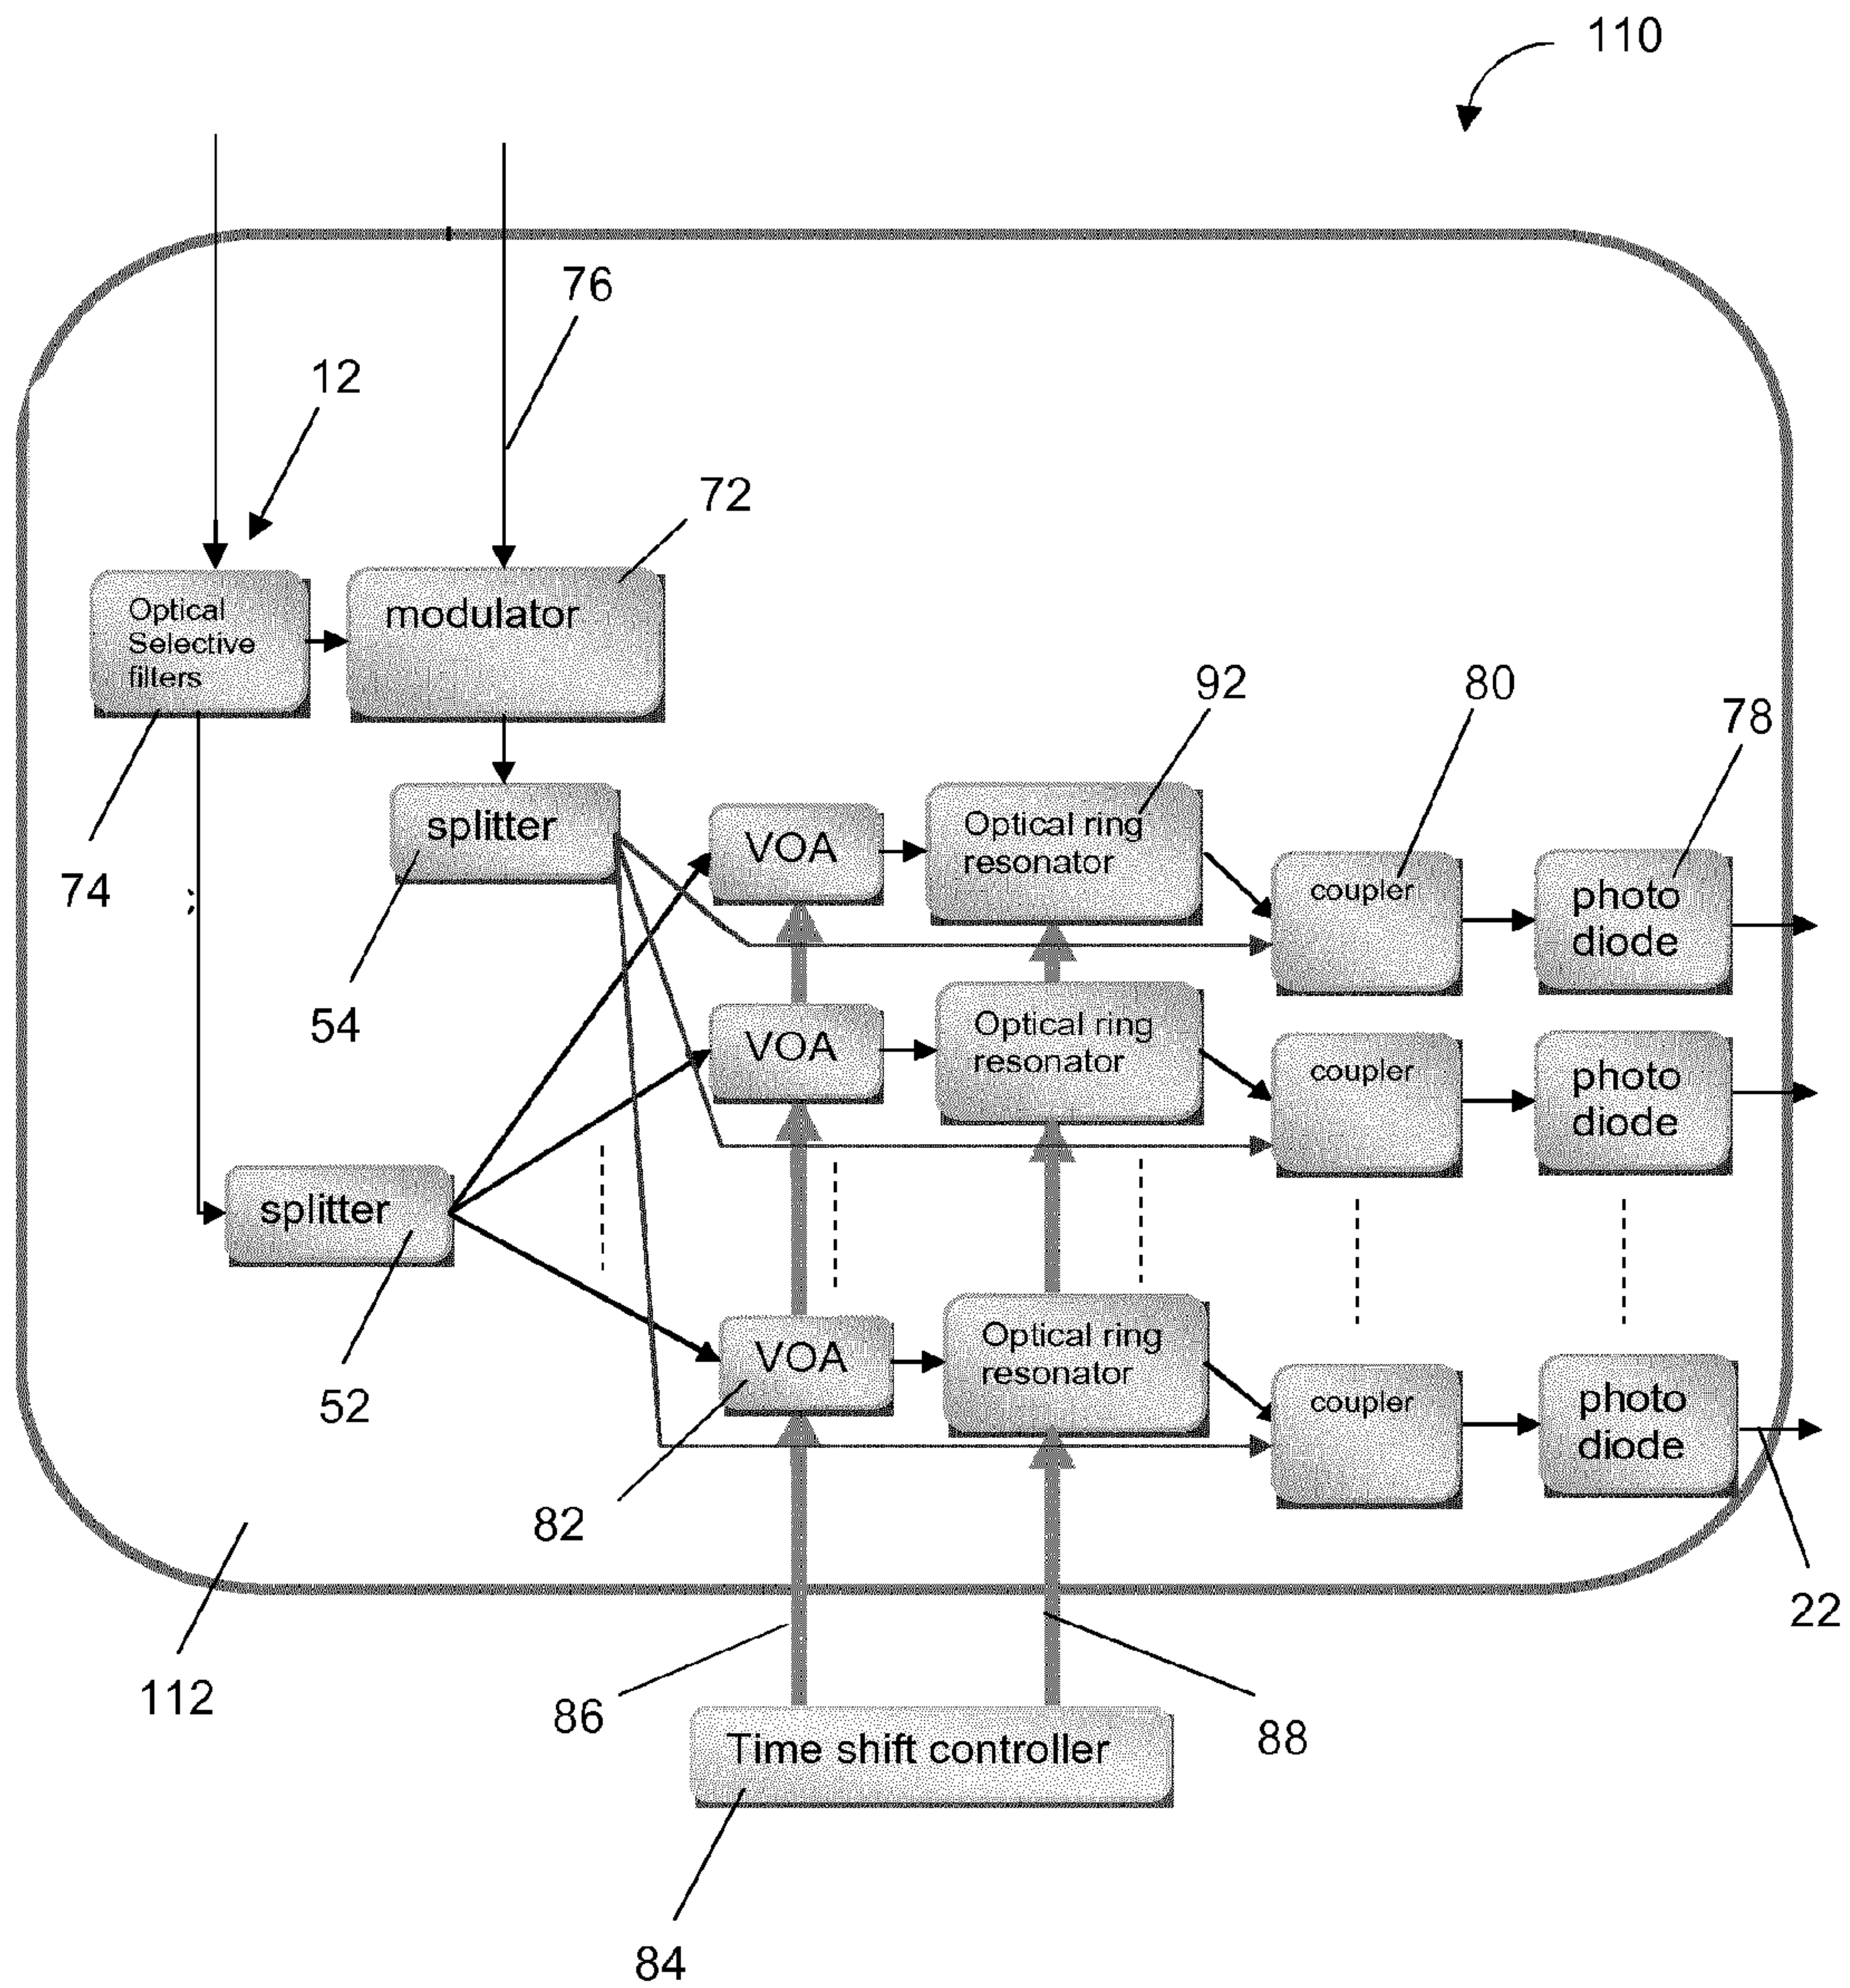 110
76
12
72
Optical
Selective
filters
modulator
92
80
78
74
splitter
VOA
Optical ring
resonator
coupler
photo
diode
54
VOA
Optical ring
resonator
coupler
photo
diode
splitter
52
VOA
Optical ring
resonator
coupler
photo
diode
82
22
112
86
88
Time shift controller
84